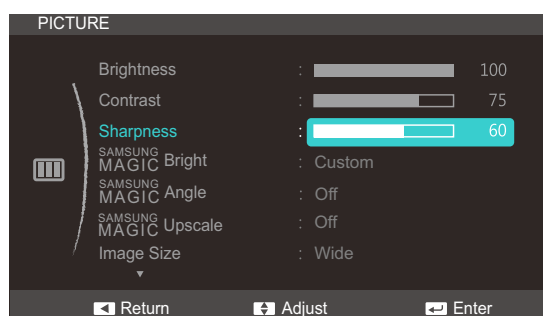 PICTURE
Brightness : 100
Contrast : 75
Sharpness : 60
SAMSUNG MAGIC Bright : Custom
SAMSUNG MAGIC Angle : Off
SAMSUNG MAGIC Upscale : Off
Image Size : Wide
Return Adjust Enter